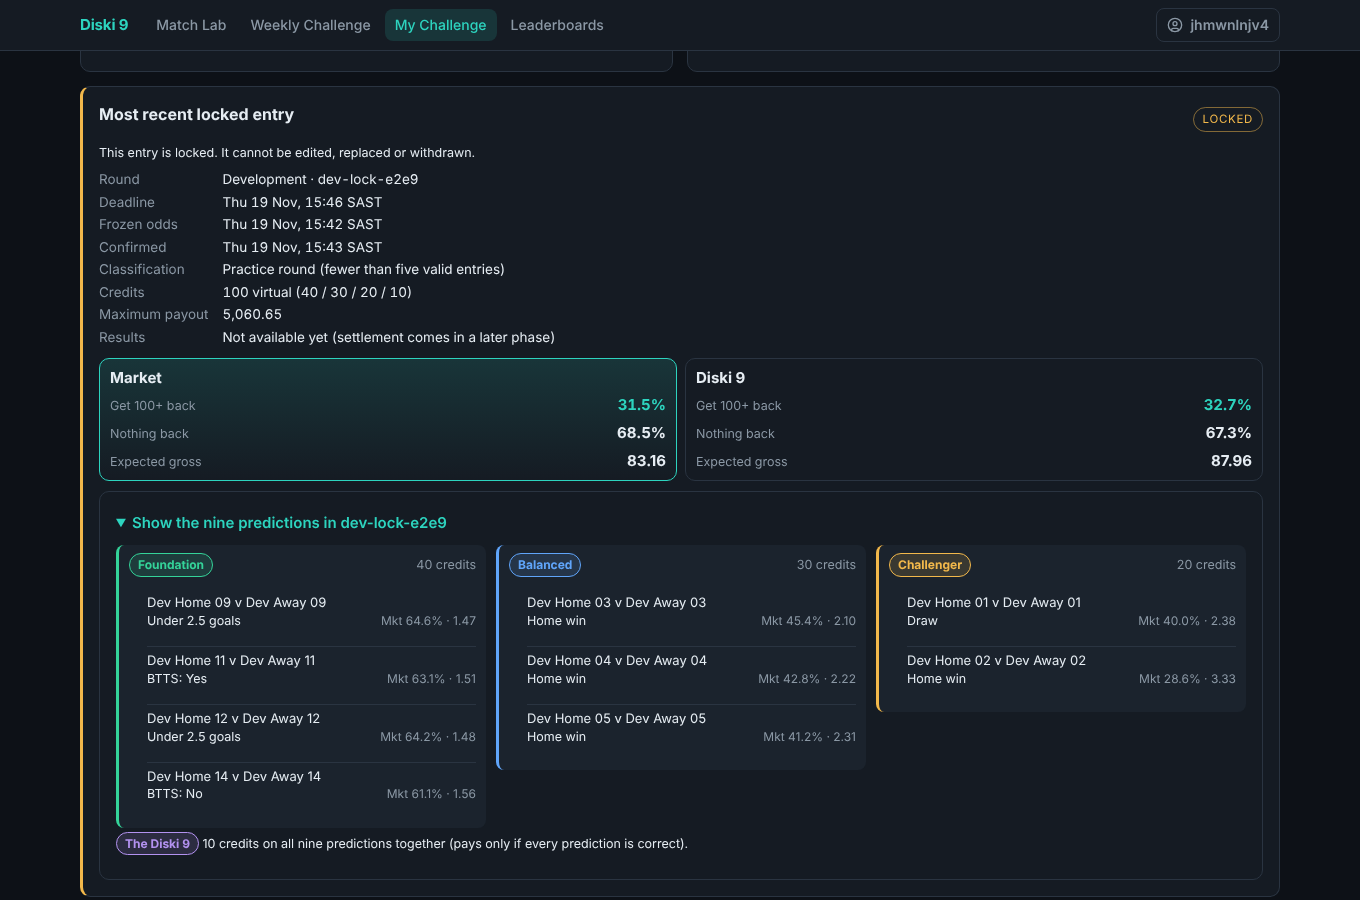 Diski 9 Match Lab Weekly Challenge My Challenge Leaderboards jhmwnlnjv4
Most recent locked entry LOCKED
This entry is locked. It cannot be edited, replaced or withdrawn.
Round Development · dev-lock-e2e9
Deadline Thu 19 Nov, 15:46 SAST
Frozen odds Thu 19 Nov, 15:42 SAST
Confirmed Thu 19 Nov, 15:43 SAST
Classification Practice round (fewer than five valid entries)
Credits 100 virtual (40 / 30 / 20 / 10)
Maximum payout 5,060.65
Results Not available yet (settlement comes in a later phase)
Market
Get 100+ back 31.5%
Nothing back 68.5%
Expected gross 83.16
Diski 9
Get 100+ back 32.7%
Nothing back 67.3%
Expected gross 87.96
▼ Show the nine predictions in dev-lock-e2e9
Foundation 40 credits
Dev Home 09 v Dev Away 09
Under 2.5 goals Mkt 64.6% · 1.47
Dev Home 11 v Dev Away 11
BTTS: Yes Mkt 63.1% · 1.51
Dev Home 12 v Dev Away 12
Under 2.5 goals Mkt 64.2% · 1.48
Dev Home 14 v Dev Away 14
BTTS: No Mkt 61.1% · 1.56
Balanced 30 credits
Dev Home 03 v Dev Away 03
Home win Mkt 45.4% · 2.10
Dev Home 04 v Dev Away 04
Home win Mkt 42.8% · 2.22
Dev Home 05 v Dev Away 05
Home win Mkt 41.2% · 2.31
Challenger 20 credits
Dev Home 01 v Dev Away 01
Draw Mkt 40.0% · 2.38
Dev Home 02 v Dev Away 02
Home win Mkt 28.6% · 3.33
The Diski 9 10 credits on all nine predictions together (pays only if every prediction is correct).